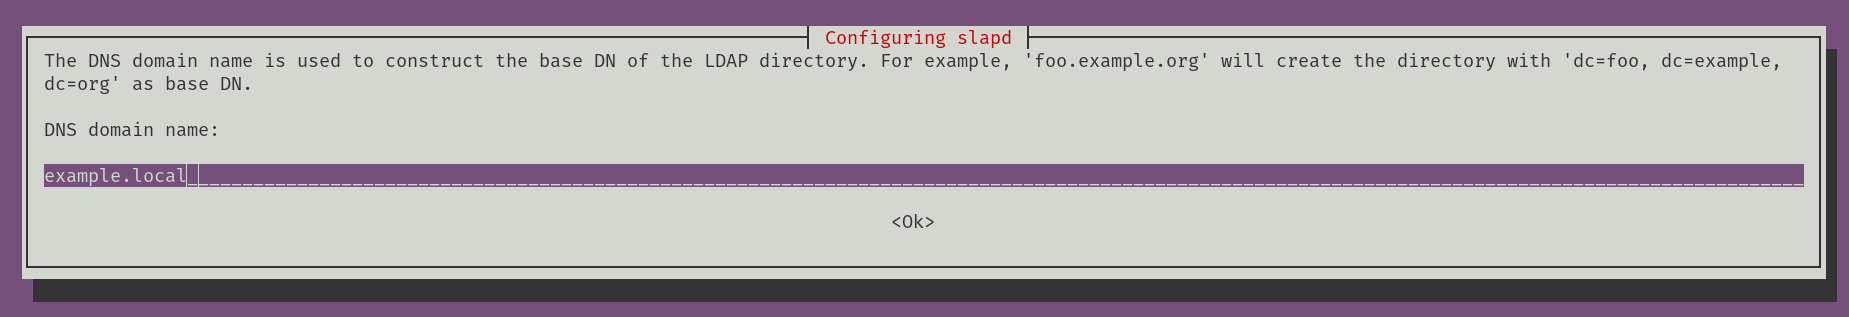 Configuring slapd
The DNS domain name is used to construct the base DN of the LDAP directory. For example, 'foo.example.org' will create the directory with 'dc=foo, dc=example,
dc=org' as base DN.
DNS domain name:
example.local
<Ok>